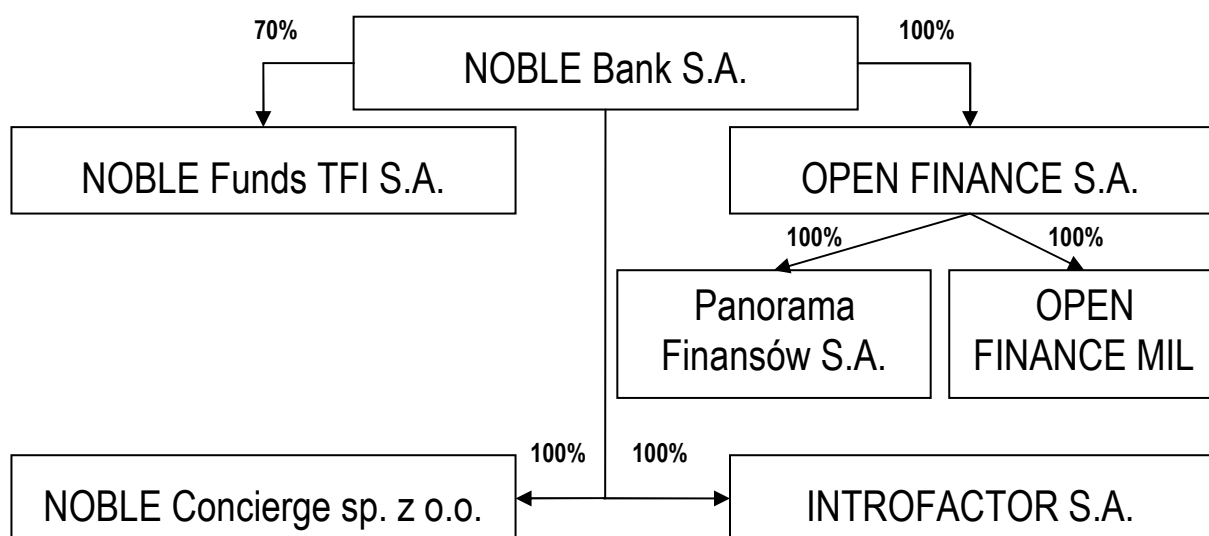 70%
100%
NOBLE Bank S.A.
NOBLE Funds TFI S.A.
OPEN FINANCE S.A.
100%
100%
Panorama
Finansów S.A.
OPEN
FINANCE MIL
100%
100%
NOBLE Concierge sp. z o.o.
INTROFACTOR S.A.